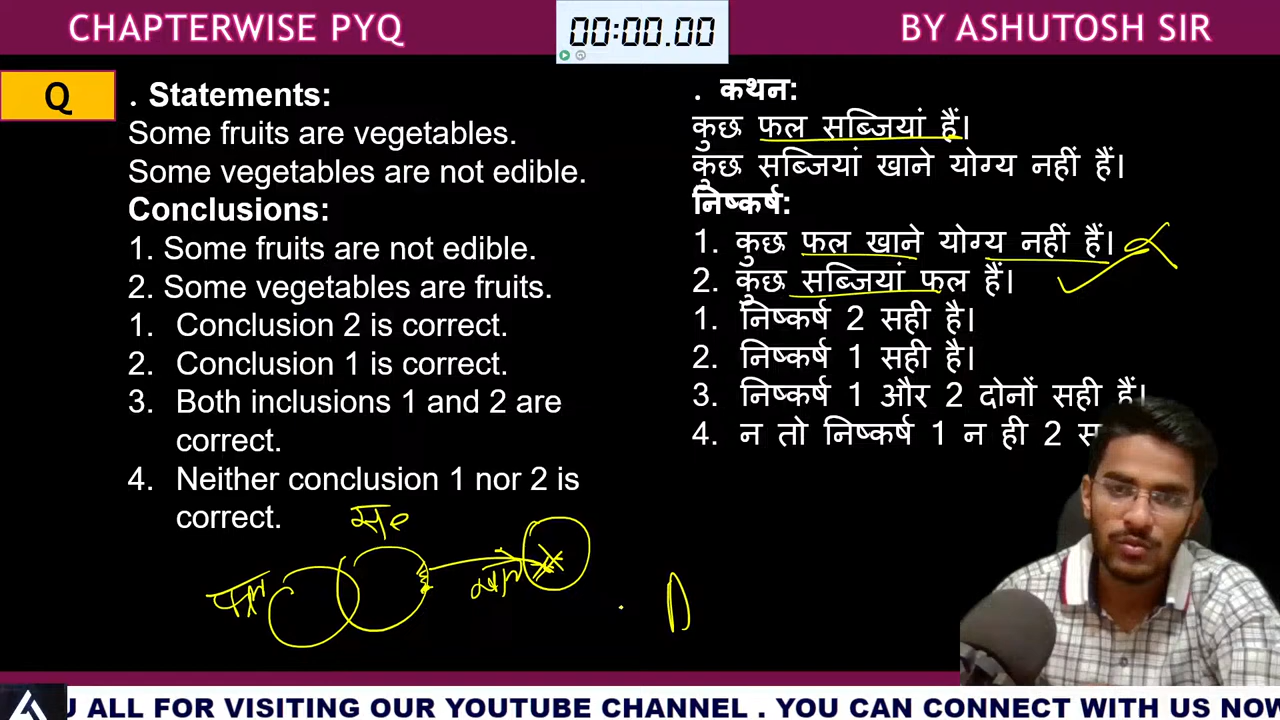 CHAPTERWISE PYQ
00:00.00
BY ASHUTOSH SIR
Q
. Statements:
Some fruits are vegetables.
Some vegetables are not edible.
Conclusions:
1. Some fruits are not edible.
2. Some vegetables are fruits.
1. Conclusion 2 is correct.
2. Conclusion 1 is correct.
3. Both inclusions 1 and 2 are
correct.
4. Neither conclusion 1 nor 2 is
correct.
. कथन:
कुछ फल सब्जियां हैं।
कुछ सब्जियां खाने योग्य नहीं हैं।
निष्कर्ष:
1. कुछ फल खाने योग्य नहीं हैं।
2. कुछ सब्जियां फल हैं।
1. निष्कर्ष 2 सही है।
2. निष्कर्ष 1 सही है।
3. निष्कर्ष 1 और 2 दोनों सही हैं।
4. न तो निष्कर्ष 1 न ही 2 स
U ALL FOR VISITING OUR YOUTUBE CHANNEL . YOU CAN CONNECT WITH US NOW